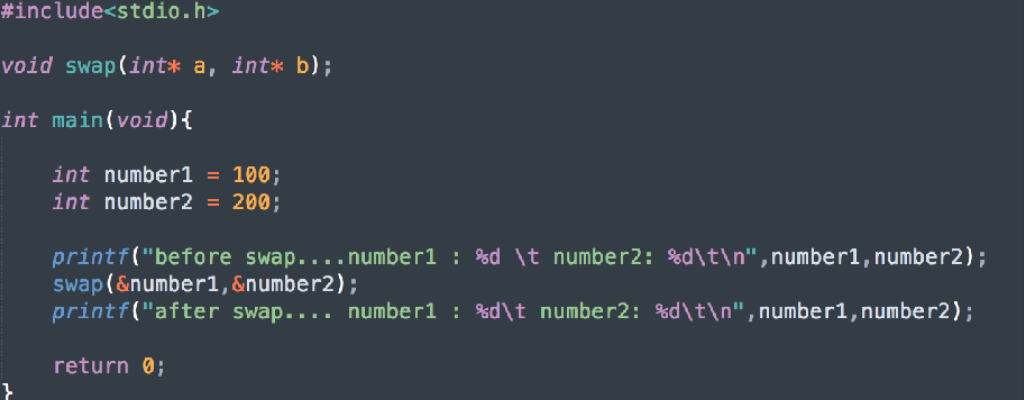 #include<stdio.h>
void swap(int* a, int* b);
int main(void){
int number1 = 100;
int number2 = 200;
printf("before swap....number1 : %d \t number2: %d\t\n",number1,number2);
swap(&number1,&number2);
printf("after swap.... number1 : %d\t number2: %d\t\n",number1,number2);
return 0;
}